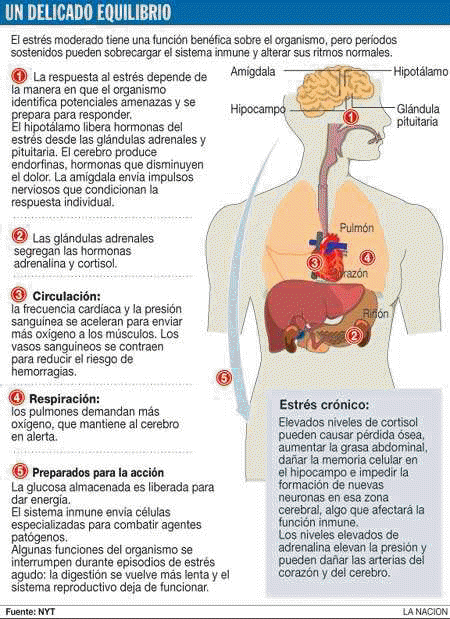 UN DELICADO EQUILIBRIO
El estrés moderado tiene una función benéfica sobre el organismo, pero períodos
sostenidos pueden sobrecargar el sistema inmune y alterar sus ritmos normales.
1 La respuesta al estrés depende de
la manera en que el organismo
identifica potenciales amenazas y se
prepara para responder.
El hipotálamo libera hormonas del
estrés desde las glándulas adrenales y
pituitaria. El cerebro produce
endorfinas, hormonas que disminuyen
el dolor. La amígdala envía impulsos
nerviosos que condicionan la
respuesta individual.
2 Las glándulas adrenales
segregan las hormonas
adrenalina y cortisol.
3 Circulación:
la frecuencia cardíaca y la presión
sanguínea se aceleran para enviar
más oxígeno a los músculos. Los
vasos sanguíneos se contraen
para reducir el riesgo de
hemorragias.
4 Respiración:
los pulmones demandan más
oxígeno, que mantiene al cerebro
en alerta.
5 Preparados para la acción
La glucosa almacenada es liberada para
dar energía.
El sistema inmune envía células
especializadas para combatir agentes
patógenos.
Algunas funciones del organismo se
interrumpen durante episodios de estrés
agudo: la digestión se vuelve más lenta y el
sistema reproductivo deja de funcionar.
Amígdala
Hipotálamo
Hipocampo
Glándula
pituitaria
1
Pulmón
3
4
Corazón
Riñón
2
5
Estrés crónico:
Elevados niveles de cortisol
pueden causar pérdida ósea,
aumentar la grasa abdominal,
dañar la memoria celular en
el hipocampo e impedir la
formación de nuevas
neuronas en esa zona
cerebral, algo que afectará la
función inmune.
Los niveles elevados de
adrenalina elevan la presión y
pueden dañar las arterias del
corazón y del cerebro.
Fuente: NYT
LA NACION